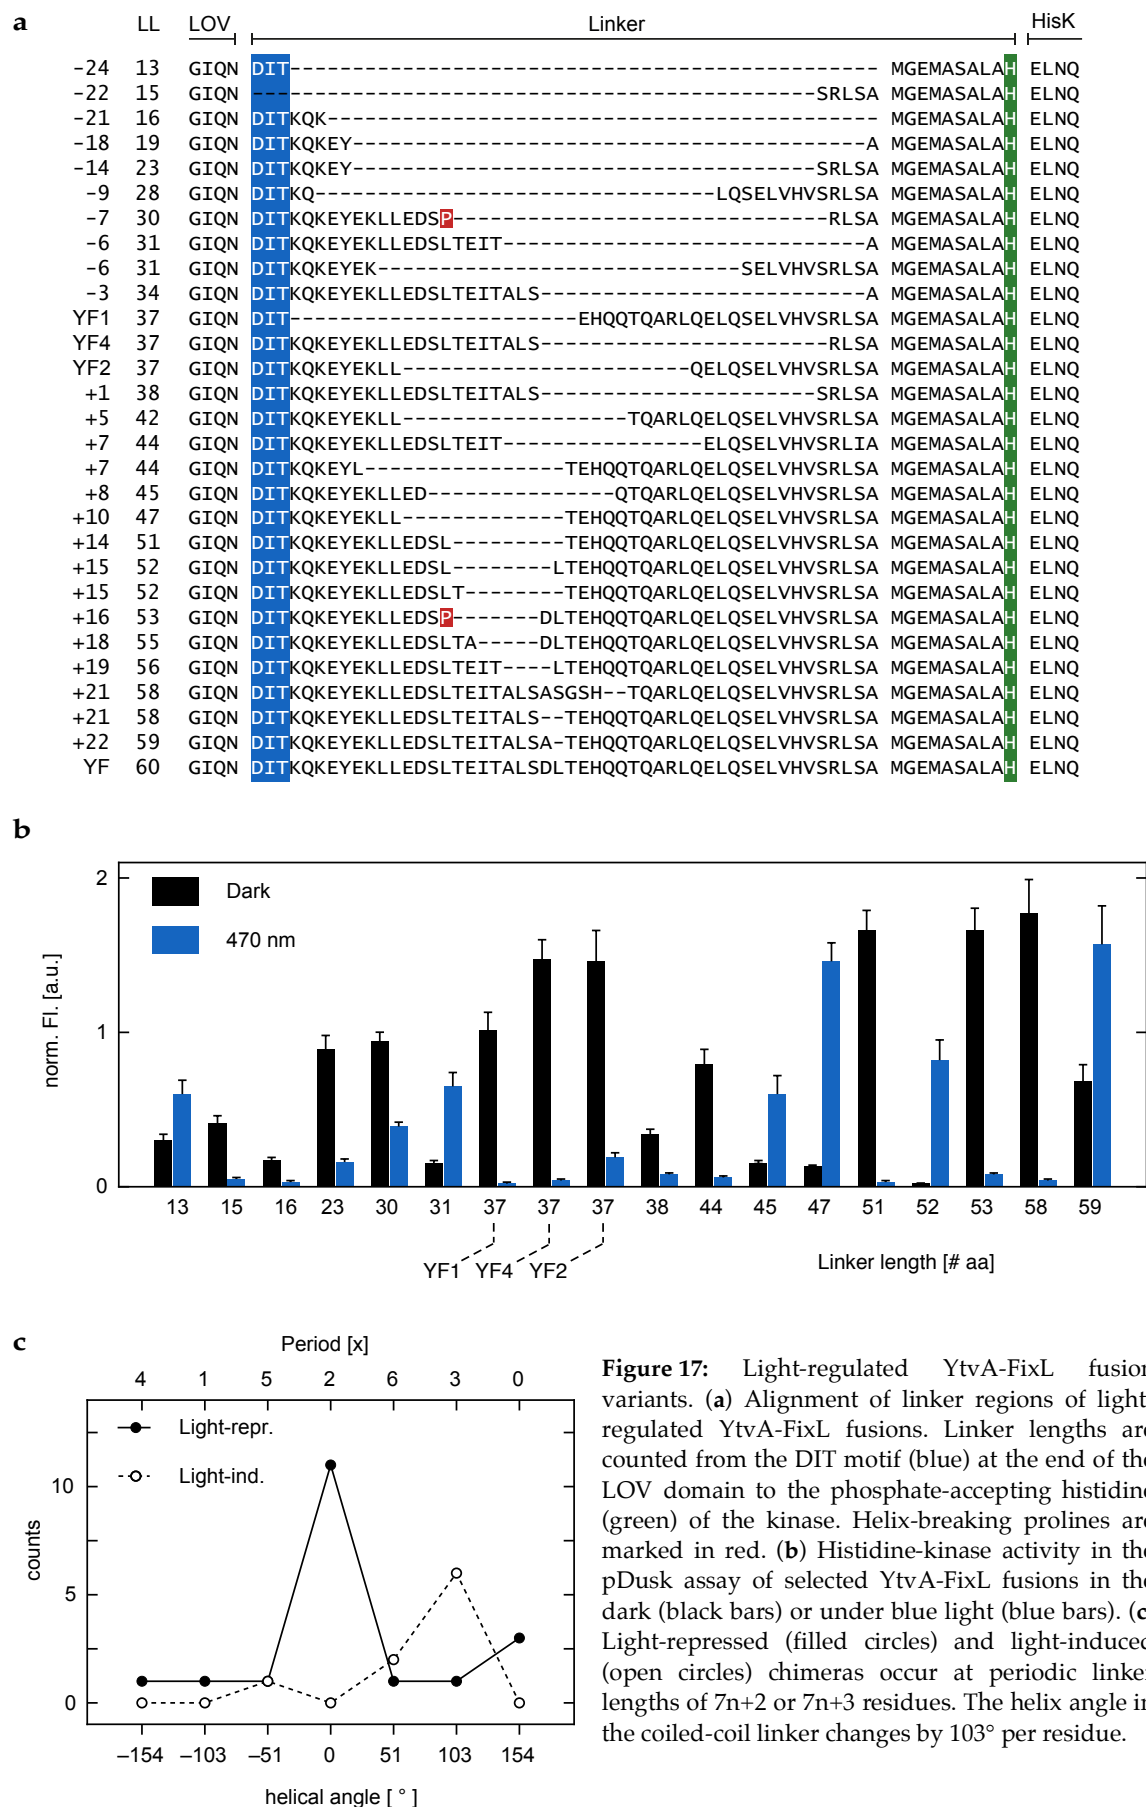 a LL LOV Linker HisK
-24 13 GIQN DIT----------------------------------------------- MGEMASALAH ELNQ
-22 15 GIQN ---------------------------------------------SRLSA MGEMASALAH ELNQ
-21 16 GIQN DITKQK-------------------------------------------- MGEMASALAH ELNQ
-18 19 GIQN DITKQKEY-----------------------------------------A MGEMASALAH ELNQ
-14 23 GIQN DITKQKEY-------------------------------------SRLSA MGEMASALAH ELNQ
-9 28 GIQN DITKQ--------------------------------LQSELVHVSRLSA MGEMASALAH ELNQ
-7 30 GIQN DITKQKEYEKLLEDSP------------------------------RLSA MGEMASALAH ELNQ
-6 31 GIQN DITKQKEYEKLLEDSLTEIT-----------------------------A MGEMASALAH ELNQ
-6 31 GIQN DITKQKEYEK-----------------------------SELVHVSRLSA MGEMASALAH ELNQ
-3 34 GIQN DITKQKEYEKLLEDSLTEITALS--------------------------A MGEMASALAH ELNQ
YF1 37 GIQN DIT-----------------------EHQQTQARLQELQSELVHVSRLSA MGEMASALAH ELNQ
YF4 37 GIQN DITKQKEYEKLLEDSLTEITALS-----------------------RLSA MGEMASALAH ELNQ
YF2 37 GIQN DITKQKEYEKLL-----------------------QELQSELVHVSRLSA MGEMASALAH ELNQ
+1 38 GIQN DITKQKEYEKLLEDSLTEITALS----------------------SRLSA MGEMASALAH ELNQ
+5 42 GIQN DITKQKEYEKLL------------------TQARLQELQSELVHVSRLSA MGEMASALAH ELNQ
+7 44 GIQN DITKQKEYEKLLEDSLTEIT----------------ELQSELVHVSRLIA MGEMASALAH ELNQ
+7 44 GIQN DITKQKEYL----------------TEHQQTQARLQELQSELVHVSRLSA MGEMASALAH ELNQ
+8 45 GIQN DITKQKEYEKLLED---------------QTQARLQELQSELVHVSRLSA MGEMASALAH ELNQ
+10 47 GIQN DITKQKEYEKLL-------------TEHQQTQARLQELQSELVHVSRLSA MGEMASALAH ELNQ
+14 51 GIQN DITKQKEYEKLLEDSL---------TEHQQTQARLQELQSELVHVSRLSA MGEMASALAH ELNQ
+15 52 GIQN DITKQKEYEKLLEDSL--------LTEHQQTQARLQELQSELVHVSRLSA MGEMASALAH ELNQ
+15 52 GIQN DITKQKEYEKLLEDSLT--------TEHQQTQARLQELQSELVHVSRLSA MGEMASALAH ELNQ
+16 53 GIQN DITKQKEYEKLLEDSP-------DLTEHQQTQARLQELQSELVHVSRLSA MGEMASALAH ELNQ
+18 55 GIQN DITKQKEYEKLLEDSLTA-----DLTEHQQTQARLQELQSELVHVSRLSA MGEMASALAH ELNQ
+19 56 GIQN DITKQKEYEKLLEDSLTEIT----LTEHQQTQARLQELQSELVHVSRLSA MGEMASALAH ELNQ
+21 58 GIQN DITKQKEYEKLLEDSLTEITALSASGSH--TQARLQELQSELVHVSRLSA MGEMASALAH ELNQ
+21 58 GIQN DITKQKEYEKLLEDSLTEITALS--TEHQQTQARLQELQSELVHVSRLSA MGEMASALAH ELNQ
+22 59 GIQN DITKQKEYEKLLEDSLTEITALSA-TEHQQTQARLQELQSELVHVSRLSA MGEMASALAH ELNQ
YF 60 GIQN DITKQKEYEKLLEDSLTEITALSDLTEHQQTQARLQELQSELVHVSRLSA MGEMASALAH ELNQ
b
norm. Fl. [a.u.]
2
1
0
Dark
470 nm
13 15 16 23 30 31 37 37 37 38 44 45 47 51 52 53 58 59
YF1 YF4 YF2
Linker length [# aa]
c
Period [x]
4 1 5 2 6 3 0
Light-repr.
Light-ind.
counts
10
5
0
−154 −103 −51 0 51 103 154
helical angle [ ° ]
Figure 17: Light-regulated YtvA-FixL fusion
variants. (a) Alignment of linker regions of light-
regulated YtvA-FixL fusions. Linker lengths are
counted from the DIT motif (blue) at the end of the
LOV domain to the phosphate-accepting histidine
(green) of the kinase. Helix-breaking prolines are
marked in red. (b) Histidine-kinase activity in the
pDusk assay of selected YtvA-FixL fusions in the
dark (black bars) or under blue light (blue bars). (c)
Light-repressed (filled circles) and light-induced
(open circles) chimeras occur at periodic linker
lengths of 7n+2 or 7n+3 residues. The helix angle in
the coiled-coil linker changes by 103° per residue.